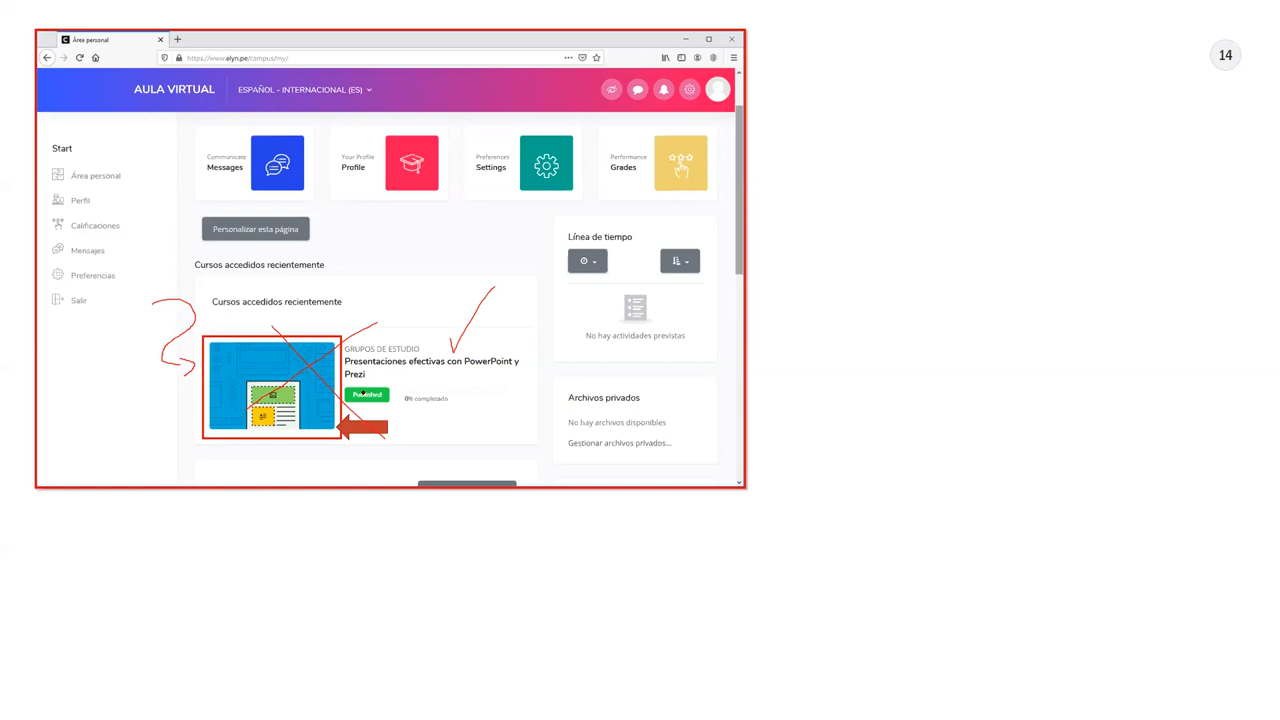 14
Área personal
https://www.elyn.pe/campus/my/
AULA VIRTUAL
ESPAÑOL - INTERNACIONAL (ES)
Start
Área personal
Perfil
Calificaciones
Mensajes
Preferencias
Salir
Communicate
Messages
Your Profile
Profile
Preferences
Settings
Performance
Grades
Personalizar esta página
Cursos accedidos recientemente
Cursos accedidos recientemente
2
GRUPOS DE ESTUDIO
Presentaciones efectivas con PowerPoint y
Prezi
Published
0% completado
Línea de tiempo
No hay actividades previstas
Archivos privados
No hay archivos disponibles
Gestionar archivos privados...